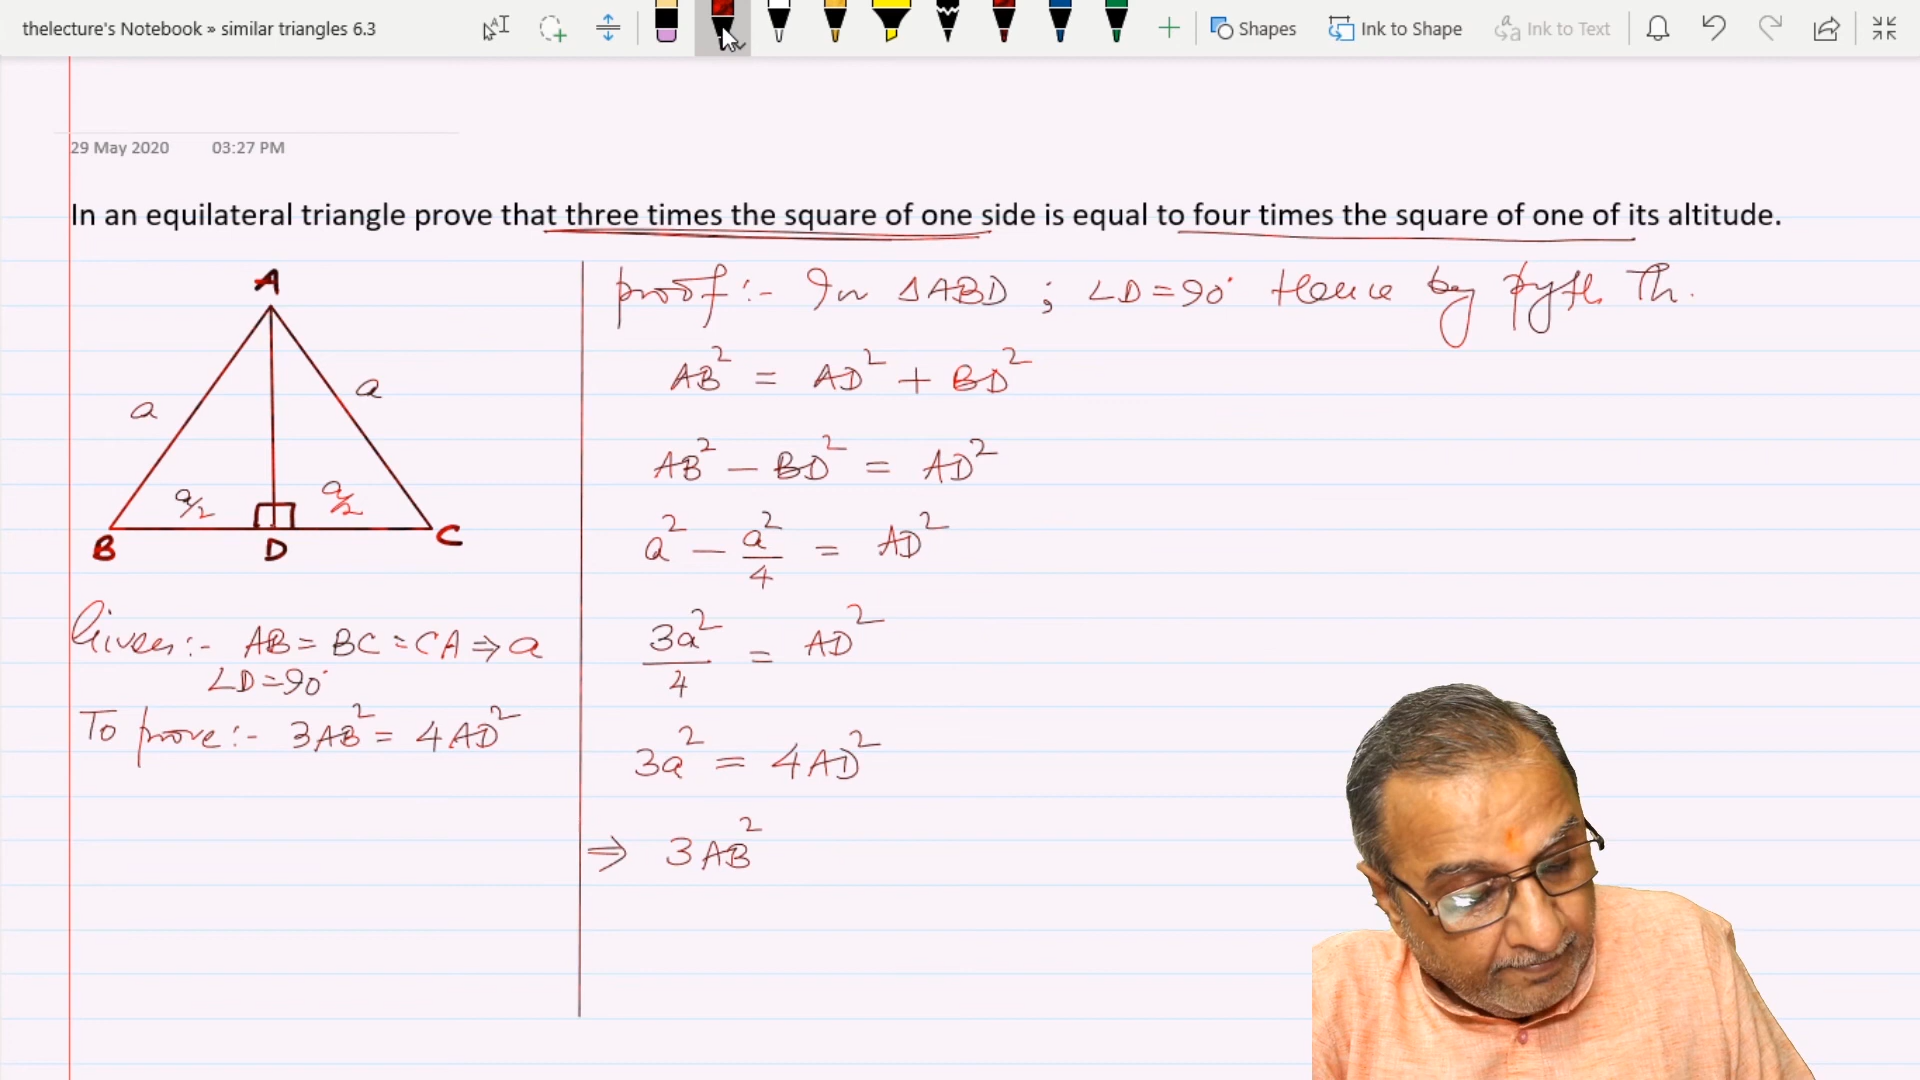 thelecture's Notebook » similar triangles 6.3
Shapes
Ink to Shape
Ink to Text
29 May 2020 03:27 PM
In an equilateral triangle prove that three times the square of one side is equal to four times the square of one of its altitude.
A
a a
a/2 a/2
B D C
Given:- AB = BC = CA ⇒ a
∠D = 90°
To prove:- 3AB² = 4AD²
proof:- In ΔABD ; ∠D = 90° Hence by pyth Th.
AB² = AD² + BD²
AB² − BD² = AD²
a² − a²/4 = AD²
3a²/4 = AD²
3a² = 4AD²
⇒ 3AB²